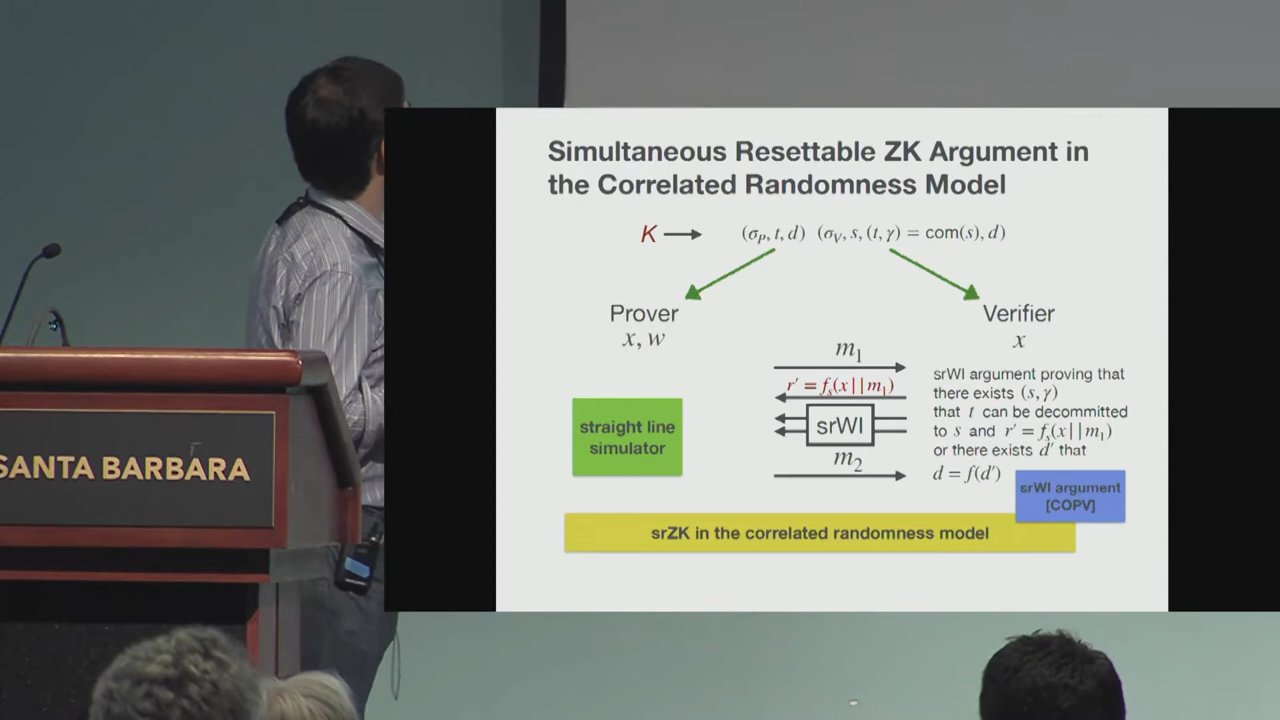 Simultaneous Resettable ZK Argument in
the Correlated Randomness Model
K (σ_P, t, d) (σ_V, s, (t, γ) = com(s), d)
Prover
x, w
Verifier
x
m₁
r′ = fₛ(x||m₁)
srWI
m₂
srWI argument proving that
there exists (s, γ)
that t can be decommitted
to s and r′ = fₛ(x||m₁)
or there exists d′ that
d = f(d′)
straight line
simulator
srWI argument
[COPV]
srZK in the correlated randomness model
SANTA BARBARA